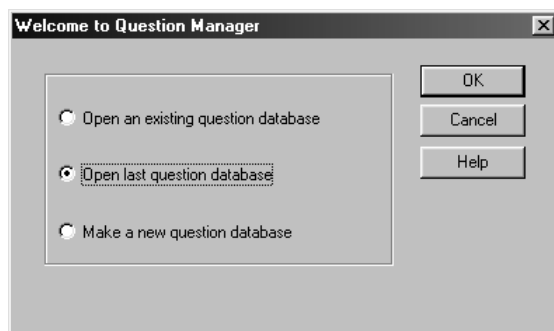 Welcome to Question Manager
Open an existing question database
Open last question database
Make a new question database
OK
Cancel
Help